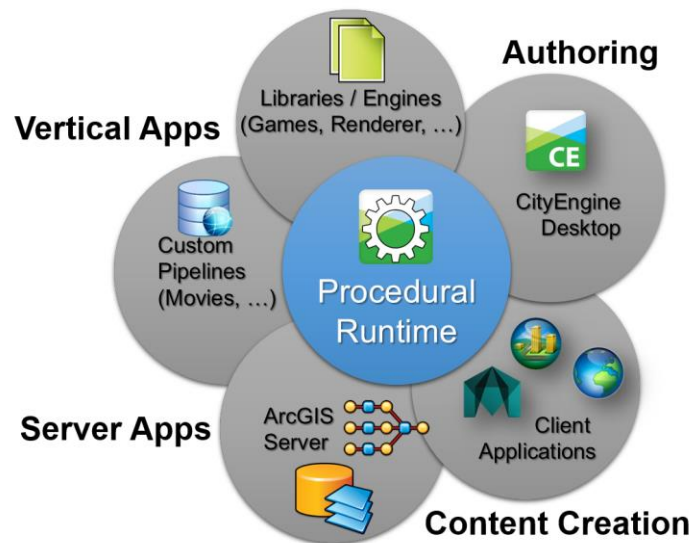 Authoring
Libraries / Engines
(Games, Renderer, ...)
Vertical Apps
CE
CityEngine
Desktop
Custom
Pipelines
(Movies, ...)
Procedural
Runtime
Server Apps
ArcGIS
Server
Client
Applications
Content Creation